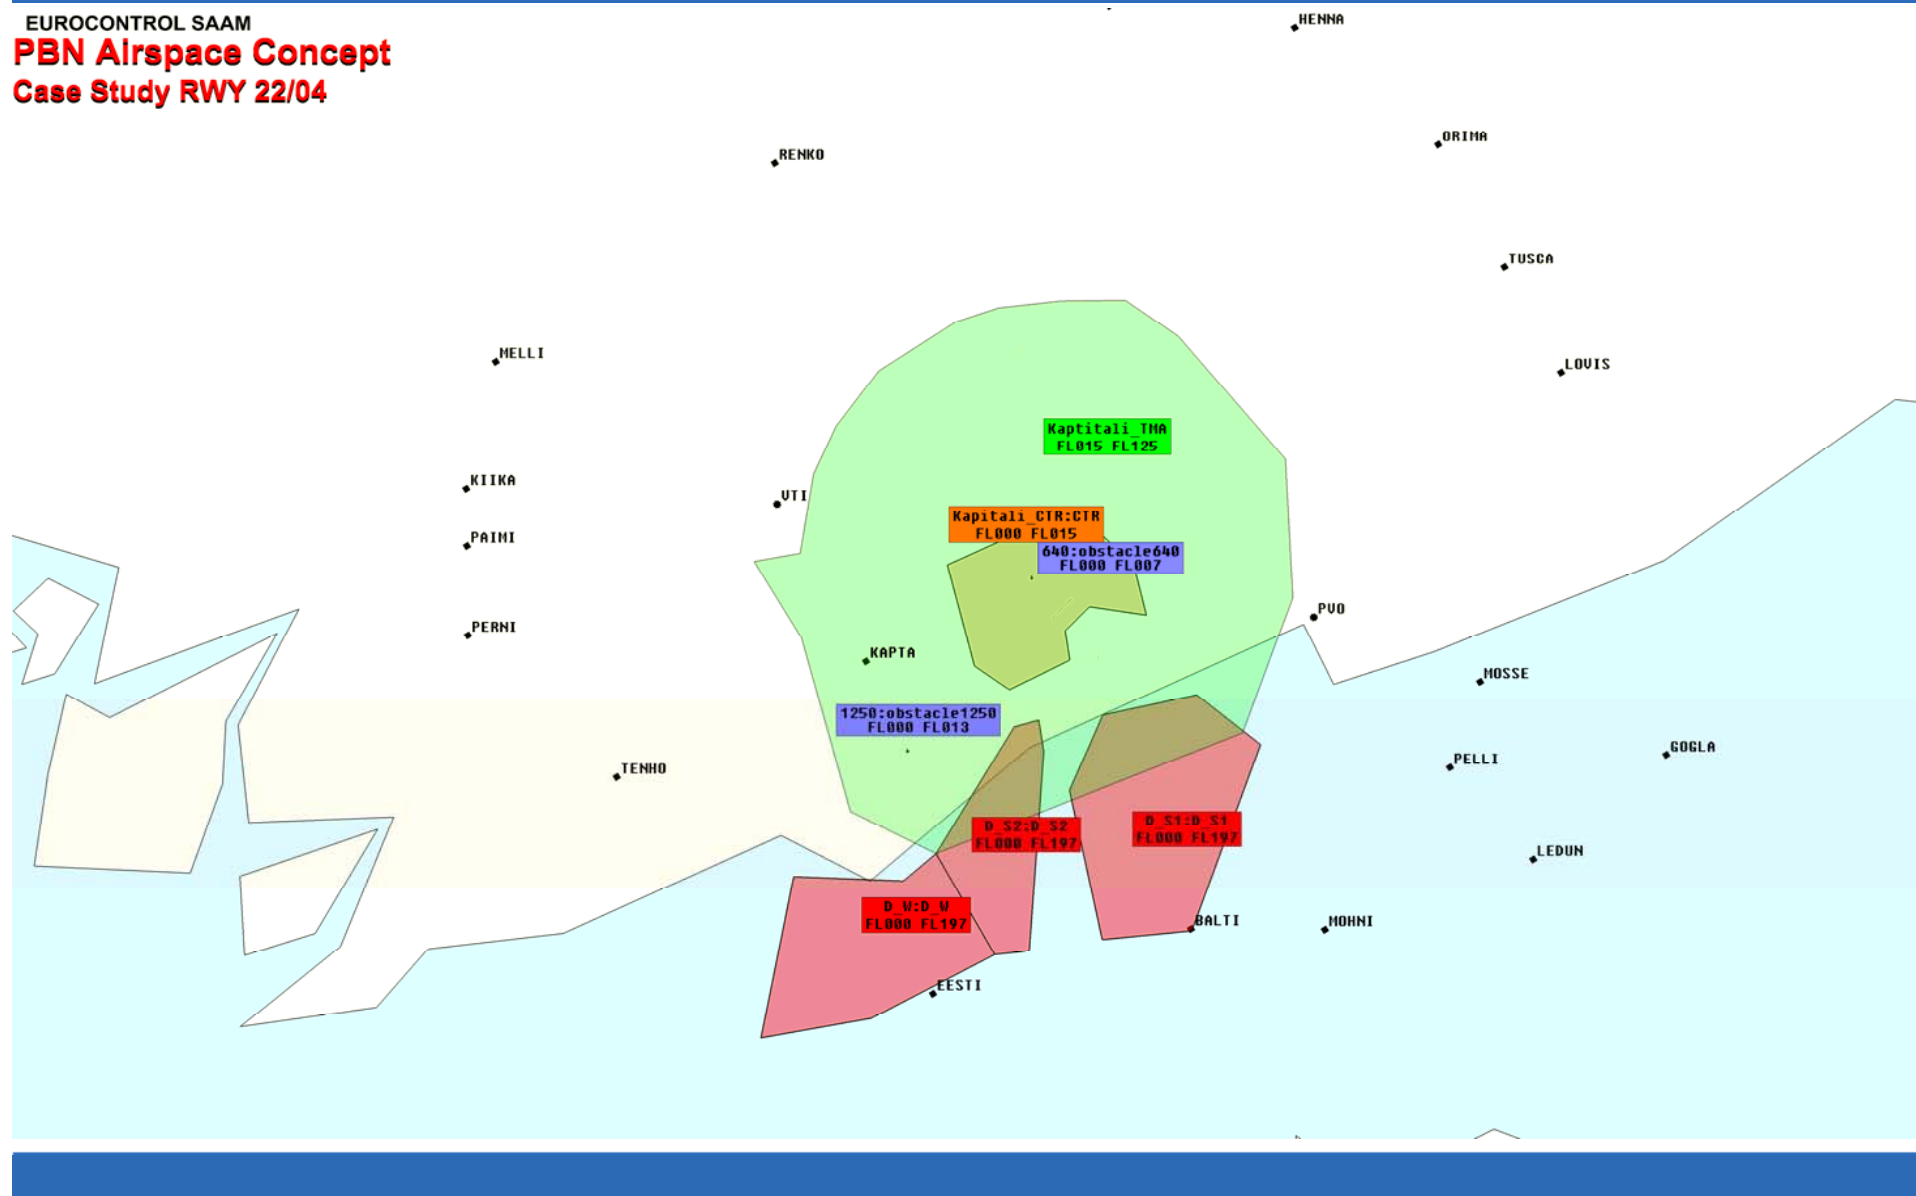 EUROCONTROL SAAM
PBN Airspace Concept
Case Study RWY 22/04
HENNA
ORIMA
RENKO
TUSCA
MELLI
LOVIS
Kaptitali_TMA
FL015 FL125
KIIKA
VTI
Kapitali_CTR:CTR
FL000 FL015
PAIMI
640:obstacle640
FL000 FL007
PVO
PERNI
KAPTA
MOSSE
1250:obstacle1250
FL000 FL013
GOGLA
PELLI
TENHO
D_S1:D_S1
FL000 FL197
D_S2:D_S2
FL000 FL197
LEDUN
D_W:D_W
FL000 FL197
BALTI
MOHNI
EESTI